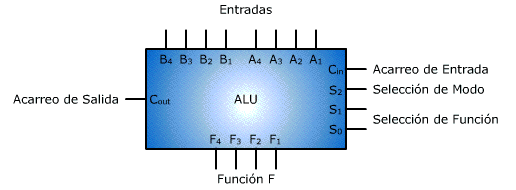 Entradas
B4 B3 B2 B1 A4 A3 A2 A1
Cin Acarreo de Entrada
S2 Selección de Modo
Acarreo de Salida Cout ALU
S1
Selección de Función
S0
F4 F3 F2 F1
Función F